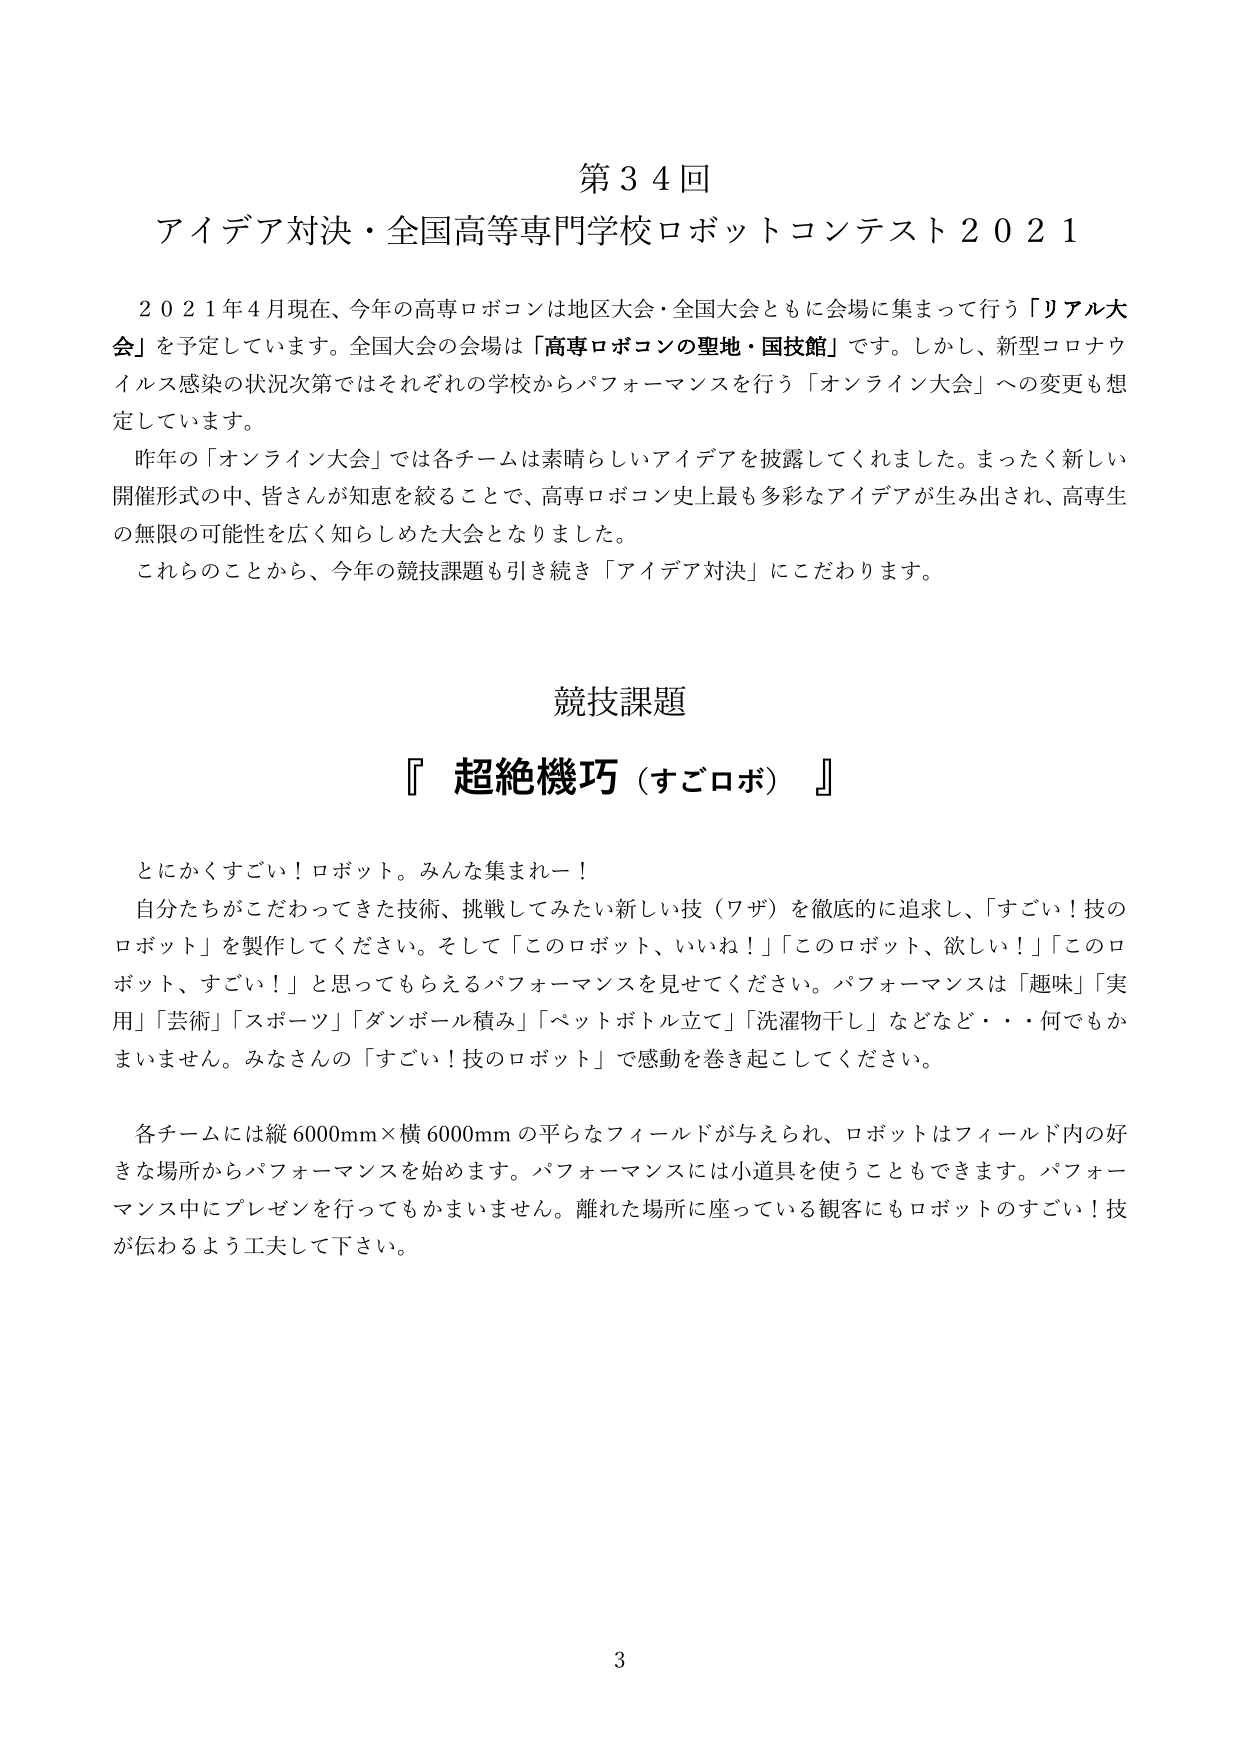 第３４回
アイデア対決・全国高等専門学校ロボットコンテスト２０２１
２０２１年４月現在、今年の高専ロボコンは地区大会・全国大会ともに会場に集まって行う「リアル大
会」を予定しています。全国大会の会場は「高専ロボコンの聖地・国技館」です。しかし、新型コロナウ
イルス感染の状況次第ではそれぞれの学校からパフォーマンスを行う「オンライン大会」への変更も想
定しています。
昨年の「オンライン大会」では各チームは素晴らしいアイデアを披露してくれました。まったく新しい
開催形式の中、皆さんが知恵を絞ることで、高専ロボコン史上最も多彩なアイデアが生み出され、高専生
の無限の可能性を広く知らしめた大会となりました。
これらのことから、今年の競技課題も引き続き「アイデア対決」にこだわります。
競技課題
『 超絶機巧（すごロボ） 』
とにかくすごい！ロボット。みんな集まれー！
自分たちがこだわってきた技術、挑戦してみたい新しい技（ワザ）を徹底的に追求し、「すごい！技の
ロボット」を製作してください。そして「このロボット、いいね！」「このロボット、欲しい！」「このロ
ボット、すごい！」と思ってもらえるパフォーマンスを見せてください。パフォーマンスは「趣味」「実
用」「芸術」「スポーツ」「ダンボール積み」「ペットボトル立て」「洗濯物干し」などなど・・・何でもか
まいません。みなさんの「すごい！技のロボット」で感動を巻き起こしてください。
各チームには縦 6000mm×横 6000mm の平らなフィールドが与えられ、ロボットはフィールド内の好
きな場所からパフォーマンスを始めます。パフォーマンスには小道具を使うこともできます。パフォー
マンス中にプレゼンを行ってもかまいません。離れた場所に座っている観客にもロボットのすごい！技
が伝わるよう工夫して下さい。
3